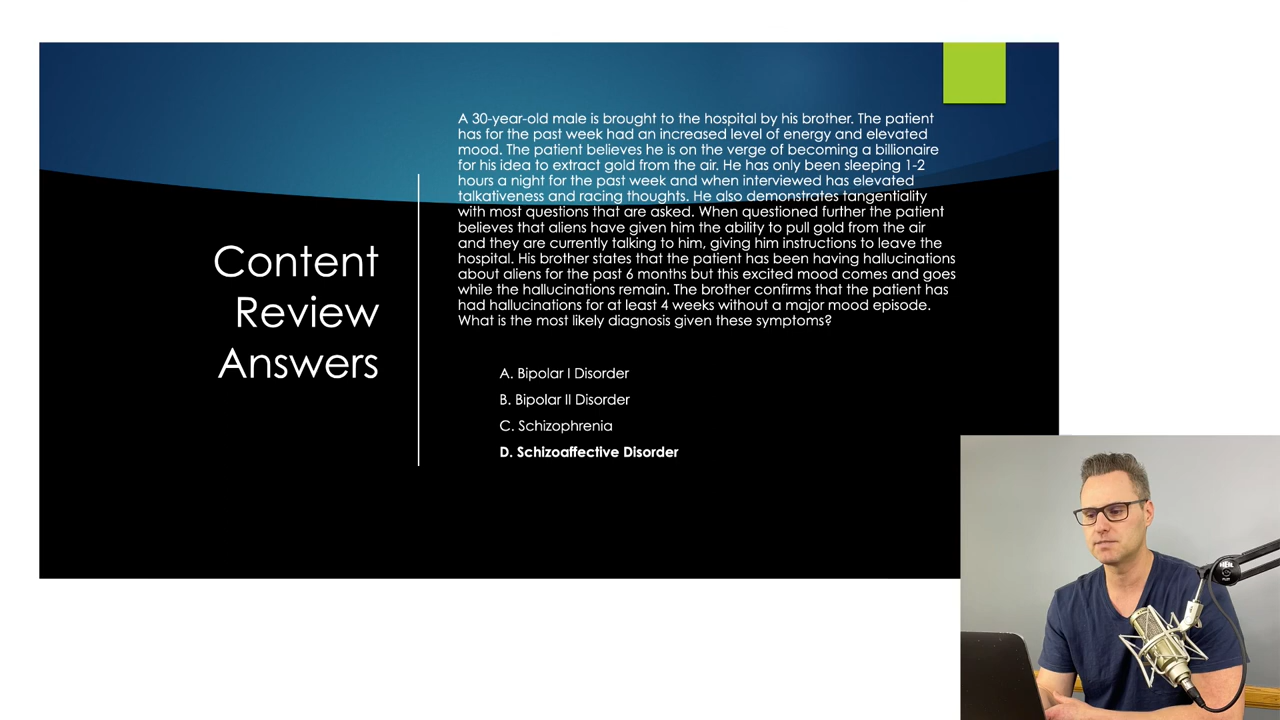 Content
Review
Answers
A 30-year-old male is brought to the hospital by his brother. The patient
has for the past week had an increased level of energy and elevated
mood. The patient believes he is on the verge of becoming a billionaire
for his idea to extract gold from the air. He has only been sleeping 1-2
hours a night for the past week and when interviewed has elevated
talkativeness and racing thoughts. He also demonstrates tangentiality
with most questions that are asked. When questioned further the patient
believes that aliens have given him the ability to pull gold from the air
and they are currently talking to him, giving him instructions to leave the
hospital. His brother states that the patient has been having hallucinations
about aliens for the past 6 months but this excited mood comes and goes
while the hallucinations remain. The brother confirms that the patient has
had hallucinations for at least 4 weeks without a major mood episode.
What is the most likely diagnosis given these symptoms?
A. Bipolar I Disorder
B. Bipolar II Disorder
C. Schizophrenia
D. Schizoaffective Disorder
HEIL